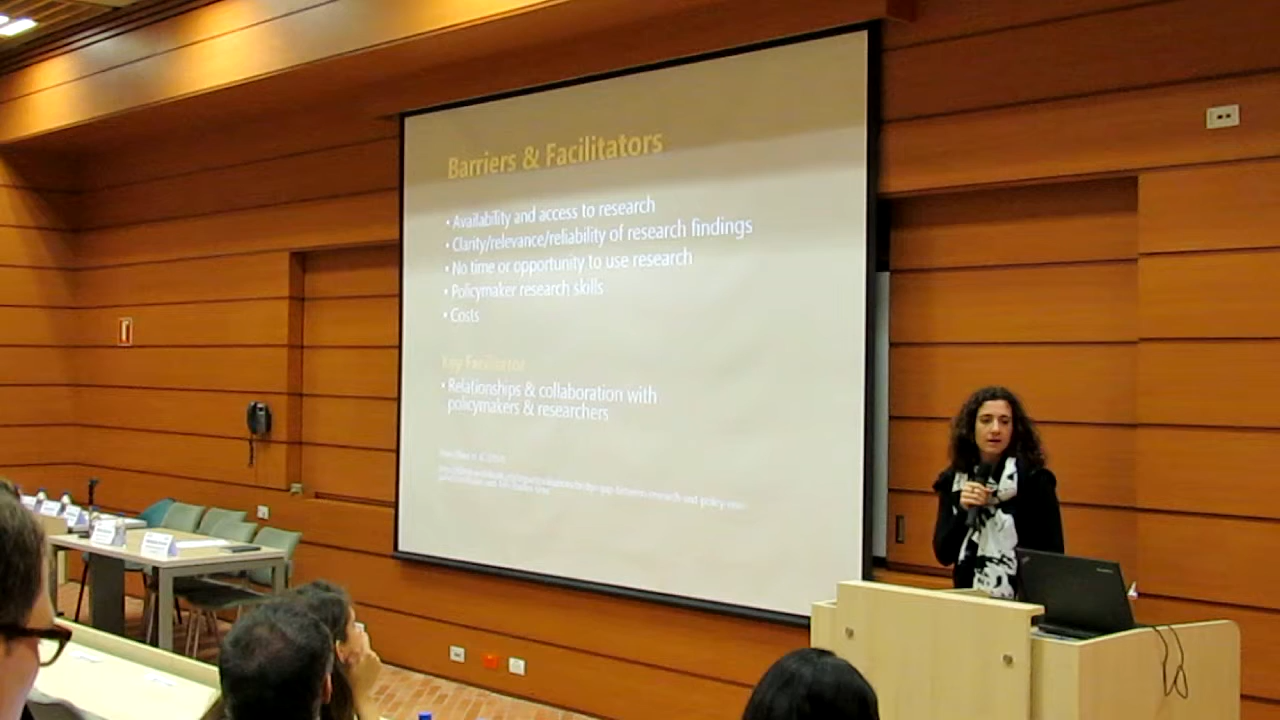 Barriers & Facilitators
• Availability and access to research
• Clarity/relevance/reliability of research findings
• No time or opportunity to use research
• Policymaker research skills
• Costs
Key Facilitator
• Relationships & collaboration with
policymakers & researchers